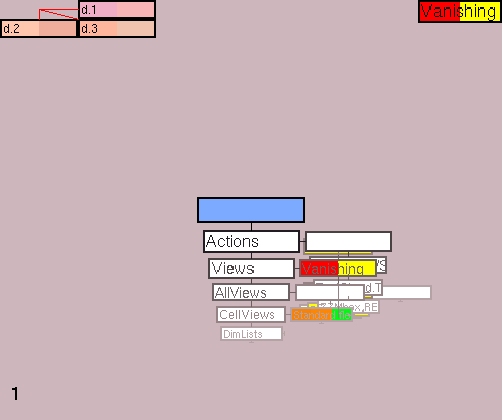 d.1
Vanishing
d.2
d.3
Actions
Views
Vanishing
AllViews
CellViews
DimLists
1